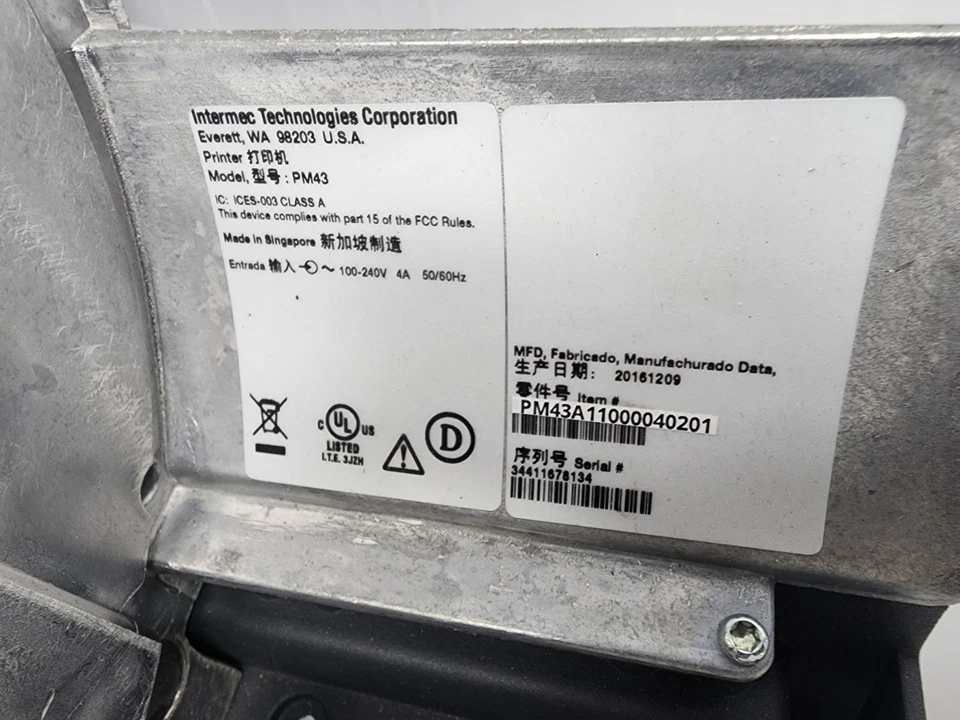 Intermec Technologies Corporation
Everett, WA 98203 U.S.A.
Printer 打印机
Model, 型号 : PM43
IC: ICES-003 CLASS A
This device complies with part 15 of the FCC Rules.
Made in Singapore 新加坡制造
Entrada 输入 ~ 100-240V 4A 50/60Hz
C UL US
LISTED
I.T.E. 3JZH
D
MFD, Fabricado, Manufachurado Data,
生产日期: 20161209
零件号 Item #
PM43A11000040201
序列号 Serial #
34411678134